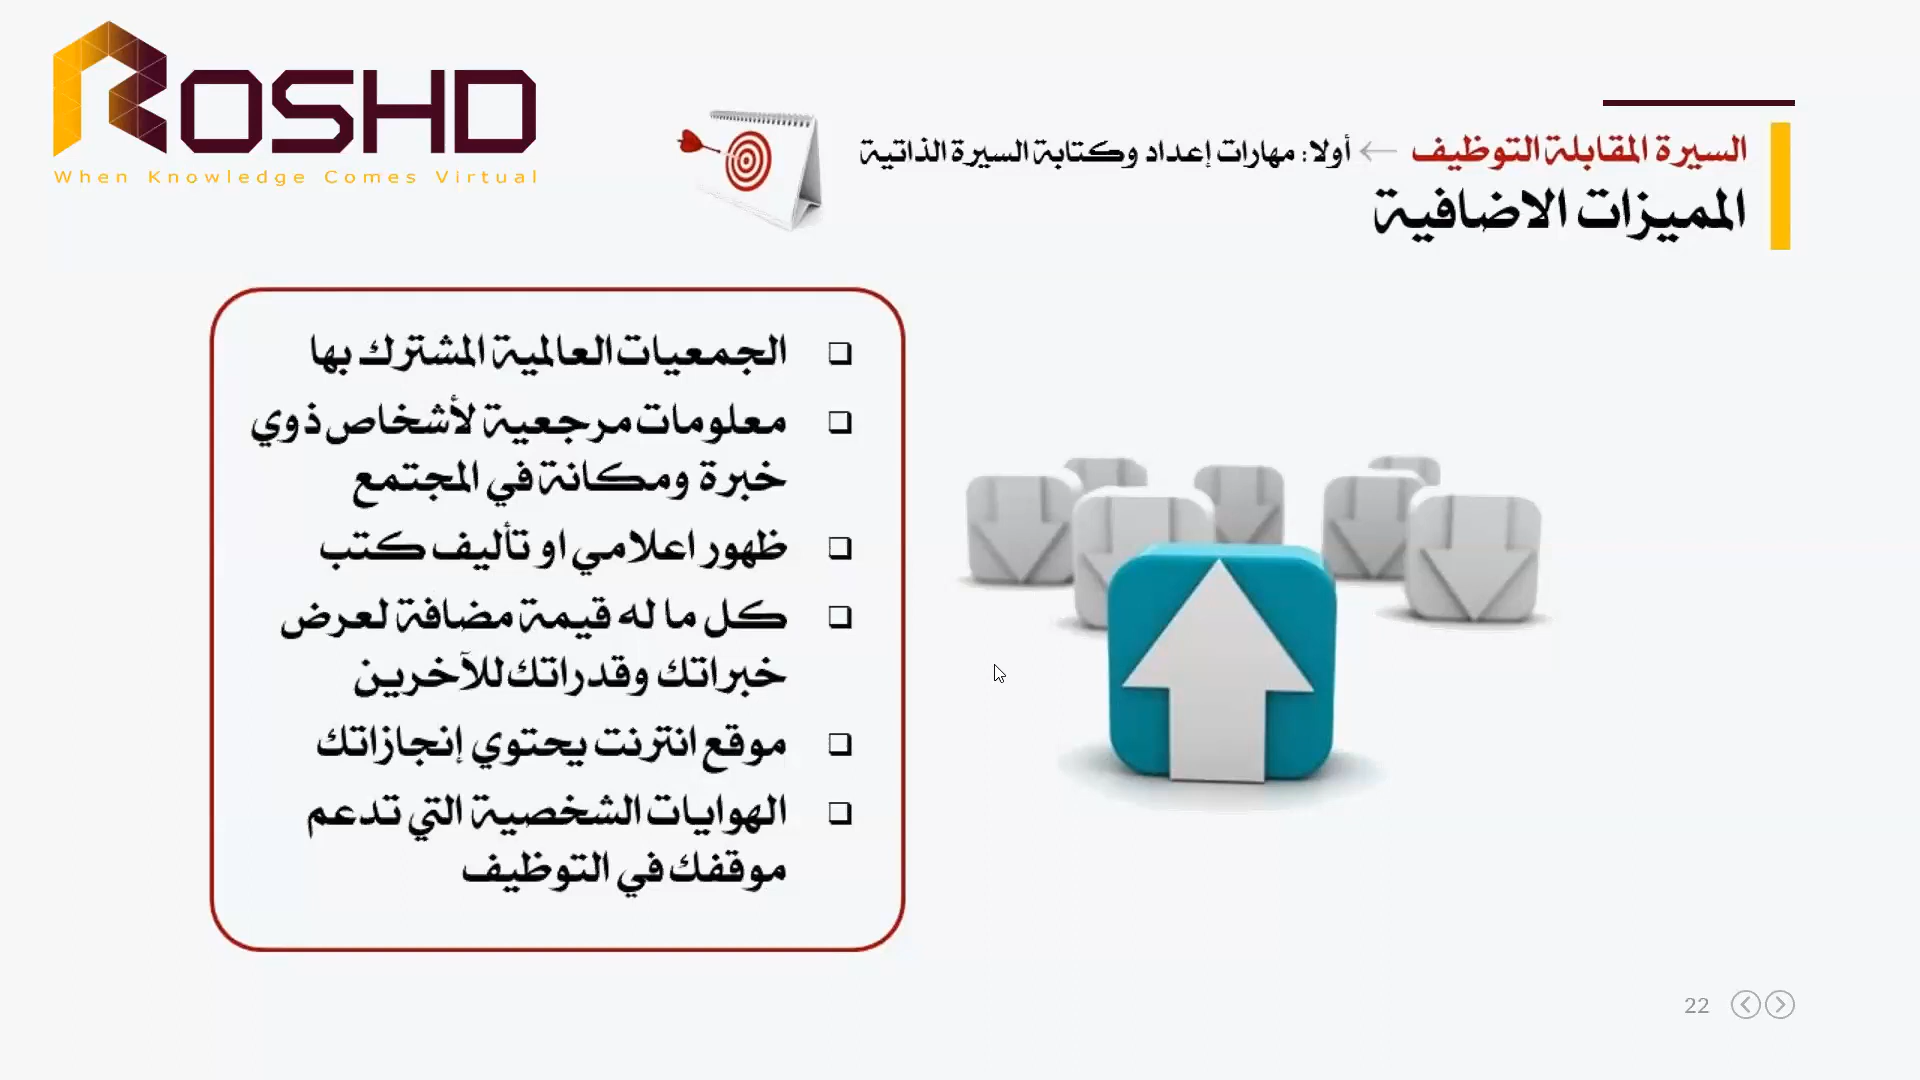 ROSHD
When Knowledge Comes Virtual
السيرة المقابلة التوظيف ← أولا: مهارات إعداد وكتابة السيرة الذاتية
المميزات الاضافية
❑ الجمعيات العالمية المشترك بها
❑ معلومات مرجعية لأشخاص ذوي
خبرة ومكانة في المجتمع
❑ ظهور اعلامي او تأليف كتب
❑ كل ما له قيمة مضافة لعرض
خبراتك وقدراتك للآخرين
❑ موقع انترنت يحتوي إنجازاتك
❑ الهوايات الشخصية التي تدعم
موقفك في التوظيف
22